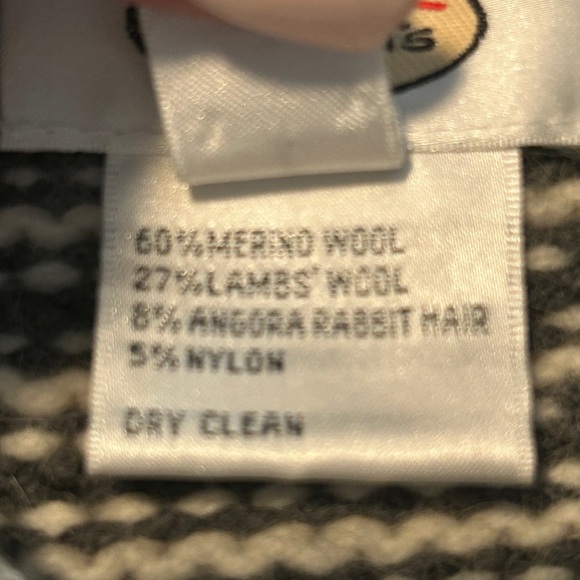 60% MERINO WOOL
27% LAMBS' WOOL
8% ANGORA RABBIT HAIR
5% NYLON
DRY CLEAN